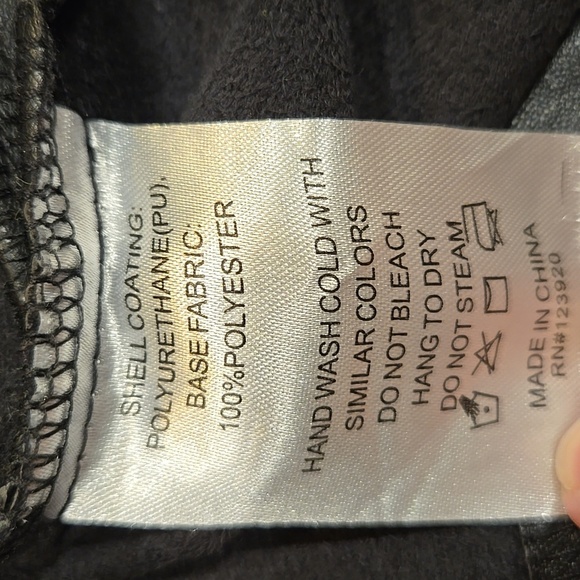 SHELL COATING:
POLYURETHANE(PU).
BASE FABRIC:
100%POLYESTER
HAND WASH COLD WITH
SIMILAR COLORS
DO NOT BLEACH
HANG TO DRY
DO NOT STEAM
MADE IN CHINA
RN#123920